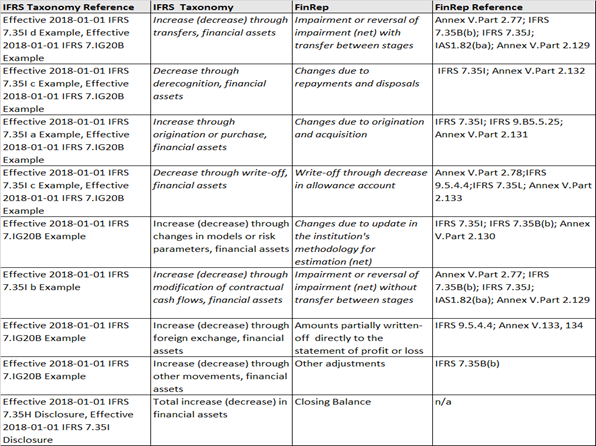 IFRS Taxonomy Reference
IFRS Taxonomy
FinRep
FinRep Reference
Effective 2018-01-01 IFRS
7.35I d Example, Effective
2018-01-01 IFRS 7.IG20B
Example
Increase (decrease) through
transfers, financial assets
Impairment or reversal of
impairment (net) with
transfer between stages
Annex V.Part 2.77; IFRS
7.35B(b); IFRS 7.35J;
IAS1.82(ba); Annex V.Part 2.129
Effective 2018-01-01 IFRS
7.35I c Example, Effective
2018-01-01 IFRS 7.IG20B
Example
Decrease through
derecognition, financial
assets
Changes due to
repayments and disposals
IFRS 7.35I; Annex V.Part 2.132
Effective 2018-01-01 IFRS
7.35I a Example, Effective
2018-01-01 IFRS 7.IG20B
Example
Increase through
origination or purchase,
financial assets
Changes due to origination
and acquisition
IFRS 7.35I; IFRS 9.B5.5.25;
Annex V.Part 2.131
Effective 2018-01-01 IFRS
7.35I c Example, Effective
2018-01-01 IFRS 7.IG20B
Example
Decrease through write-off,
financial assets
Write-off through decrease
in allowance account
Annex V.Part 2.78;IFRS
9.5.4.4;IFRS 7.35L; Annex V.Part
2.133
Effective 2018-01-01 IFRS
7.IG20B Example
Increase (decrease) through
changes in models or risk
parameters, financial assets
Changes due to update in
the institution's
methodology for
estimation (net)
IFRS 7.35I; IFRS 7.35B(b); Annex
V.Part 2.130
Effective 2018-01-01 IFRS
7.35I b Example
Increase (decrease) through
modification of contractual
cash flows, financial assets
Impairment or reversal of
impairment (net) without
transfer between stages
Annex V.Part 2.77; IFRS
7.35B(b); IFRS 7.35J;
IAS1.82(ba); Annex V.Part 2.129
Effective 2018-01-01 IFRS
7.IG20B Example
Increase (decrease) through
foreign exchange, financial
assets
Amounts partially written-
off directly to the
statement of profit or loss
IFRS 9.5.4.4; Annex V.133, 134
Effective 2018-01-01 IFRS
7.IG20B Example
Increase (decrease) through
other movements, financial
assets
Other adjustments
IFRS 7.35B(b)
Effective 2018-01-01 IFRS
7.35H Disclosure, Effective
2018-01-01 IFRS 7.35I
Disclosure
Total increase (decrease) in
financial assets
Closing Balance
n/a